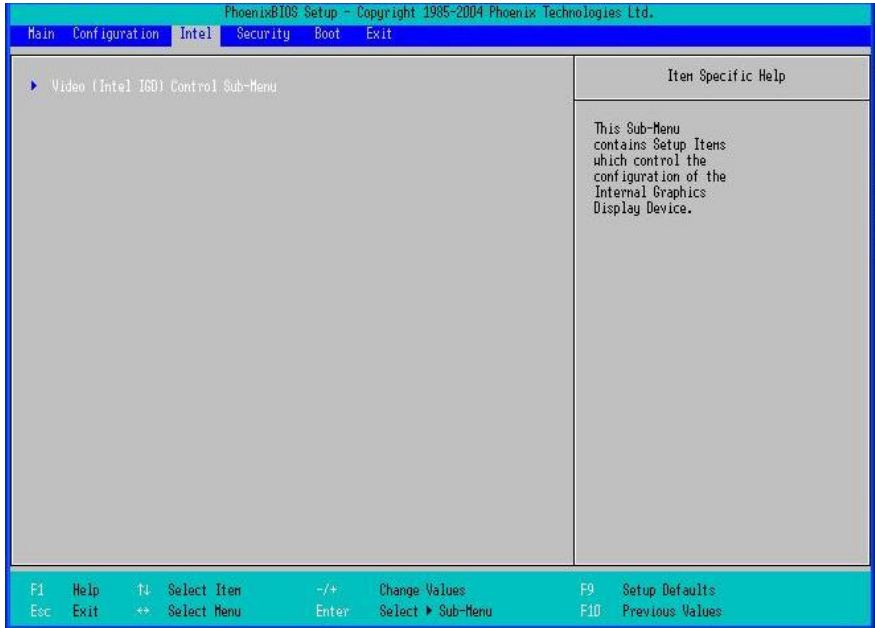 PhoenixBIOS Setup - Copyright 1985-2004 Phoenix Technologies Ltd.
Main Configuration Intel Security Boot Exit
Video (Intel IGD) Control Sub-Menu
Item Specific Help
This Sub-Menu
contains Setup Items
which control the
configuration of the
Internal Graphics
Display Device.
F1 Help ↑↓ Select Item -/+ Change Values F9 Setup Defaults
Esc Exit ↔ Select Menu Enter Select ▶ Sub-Menu F10 Previous Values